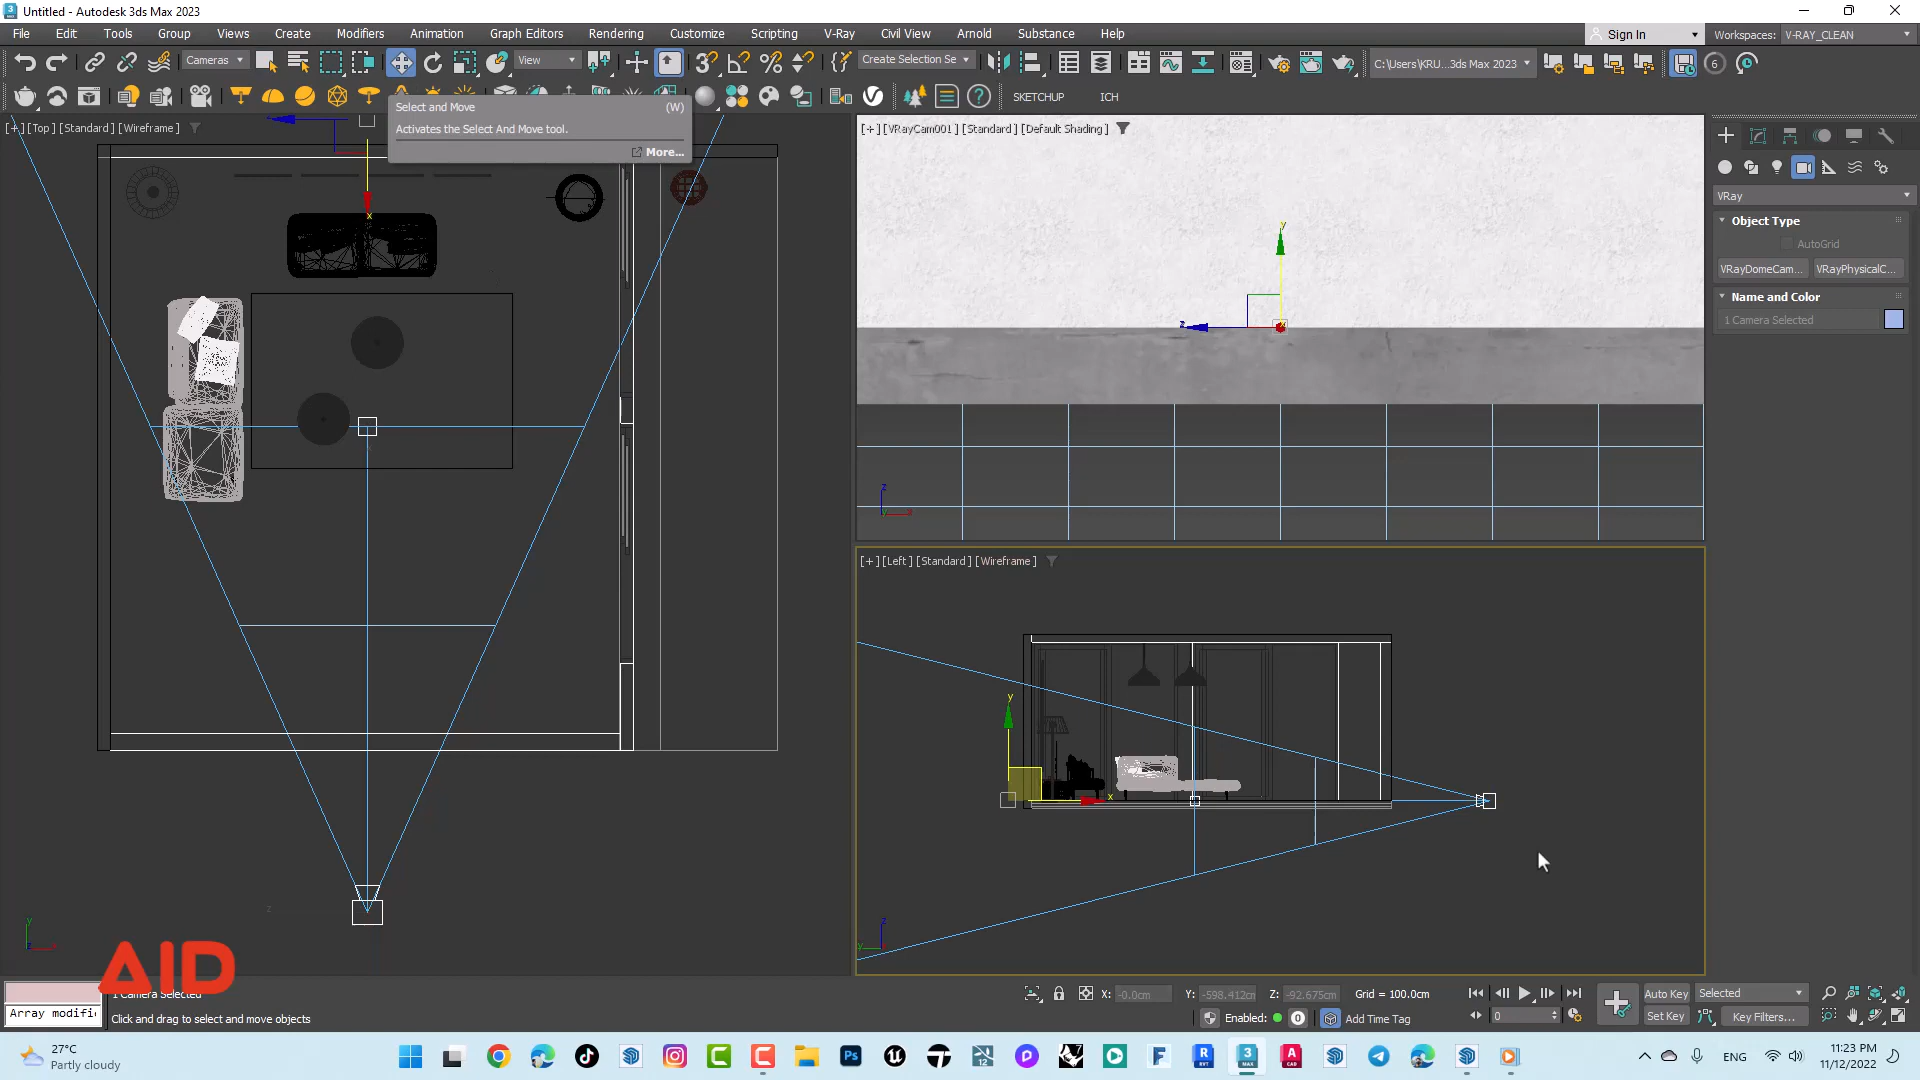 Untitled - Autodesk 3ds Max 2023
File Edit Tools Group Views Create Modifiers Animation Graph Editors Rendering Customize Scripting V-Ray Civil View Arnold Substance Help
Sign In Workspaces: V-RAY_CLEAN
Cameras View Create Selection Se C:\Users\KRU...3ds Max 2023 6
SKETCHUP ICH
Select and Move (W)
Activates the Select And Move tool.
More...
[+] [Top] [Standard] [Wireframe]
[+] [VRayCam001] [Standard] [Default Shading]
VRay
Object Type
AutoGrid
VRayDomeCam... VRayPhysicalC...
Name and Color
1 Camera Selected
[+] [Left] [Standard] [Wireframe]
AID
1 Camera Selected
Array modifi
Click and drag to select and move objects
X: -0.0cm Y: -598.412cm Z: -92.675cm Grid = 100.0cm
Enabled: 0 Add Time Tag
Auto Key Selected
0 Set Key Key Filters...
27°C
Partly cloudy
ENG
11:23 PM
11/12/2022